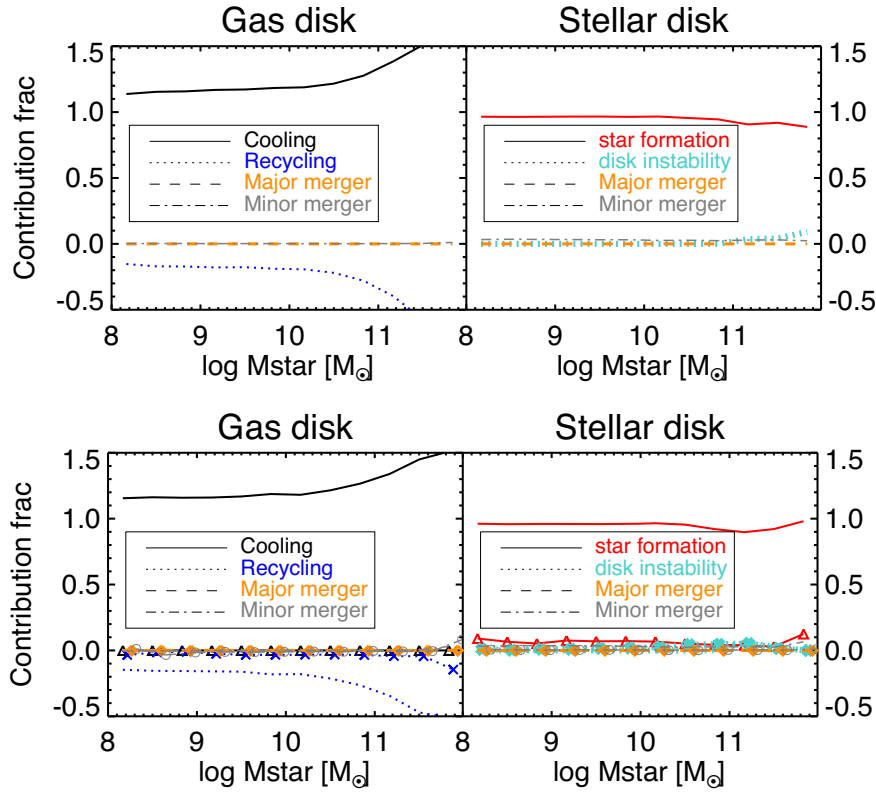 Gas disk Stellar disk
1.5 1.5
1.0 1.0
0.5 0.5
0.0 0.0
-0.5 -0.5
Contribution frac
Cooling
Recycling
Major merger
Minor merger
star formation
disk instability
Major merger
Minor merger
8 9 10 11 8 9 10 11
log Mstar [M☉] log Mstar [M☉]
Gas disk Stellar disk
1.5 1.5
1.0 1.0
0.5 0.5
0.0 0.0
-0.5 -0.5
Contribution frac
Cooling
Recycling
Major merger
Minor merger
star formation
disk instability
Major merger
Minor merger
8 9 10 11 8 9 10 11
log Mstar [M☉] log Mstar [M☉]